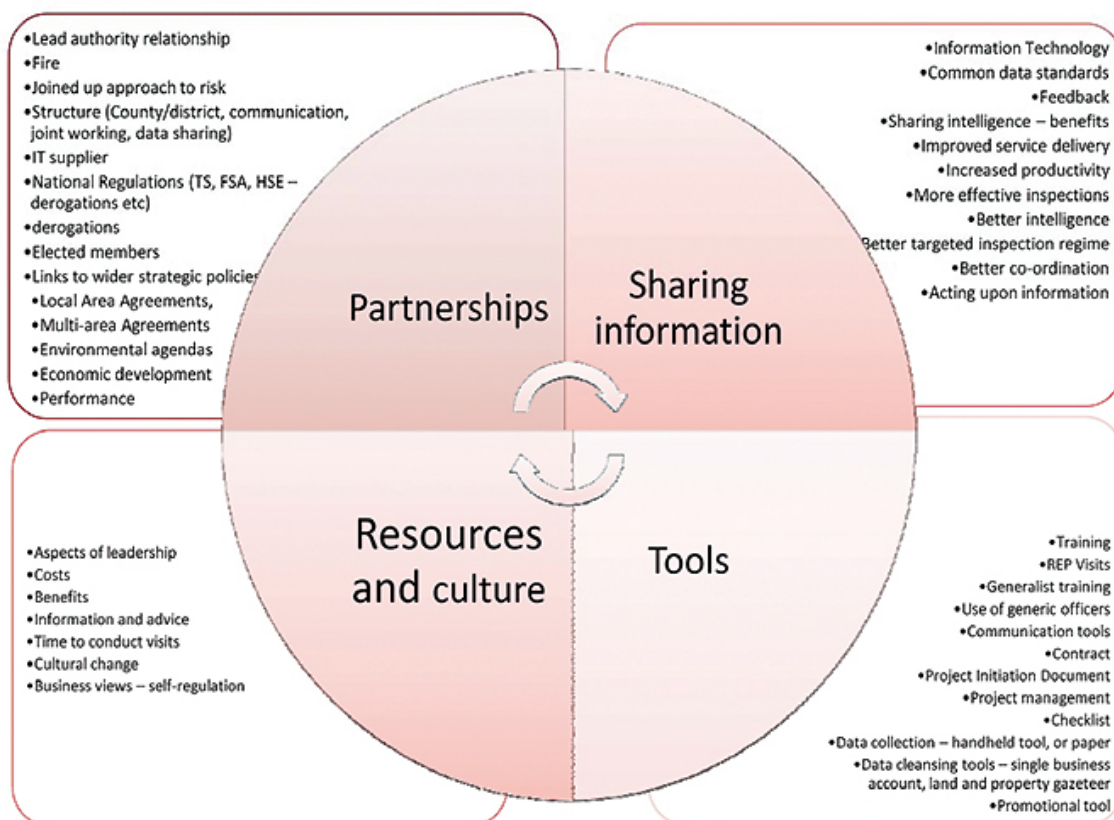 •Lead authority relationship
•Fire
•Joined up approach to risk
•Structure (County/district, communication,
joint working, data sharing)
•IT supplier
•National Regulations (TS, FSA, HSE –
derogations etc)
•derogations
•Elected members
•Links to wider strategic policies
•Local Area Agreements,
•Multi-area Agreements
•Environmental agendas
•Economic development
•Performance
•Information Technology
•Common data standards
•Feedback
•Sharing intelligence – benefits
•Improved service delivery
•Increased productivity
•More effective inspections
•Better intelligence
Better targeted inspection regime
•Better co-ordination
•Acting upon information
Partnerships
Sharing
information
Resources
and culture
Tools
•Aspects of leadership
•Costs
•Benefits
•Information and advice
•Time to conduct visits
•Cultural change
•Business views – self-regulation
•Training
•REP Visits
•Generalist training
•Use of generic officers
•Communication tools
•Contract
•Project Initiation Document
•Project management
•Checklist
•Data collection – handheld tool, or paper
•Data cleansing tools – single business
account, land and property gazeteer
•Promotional tool